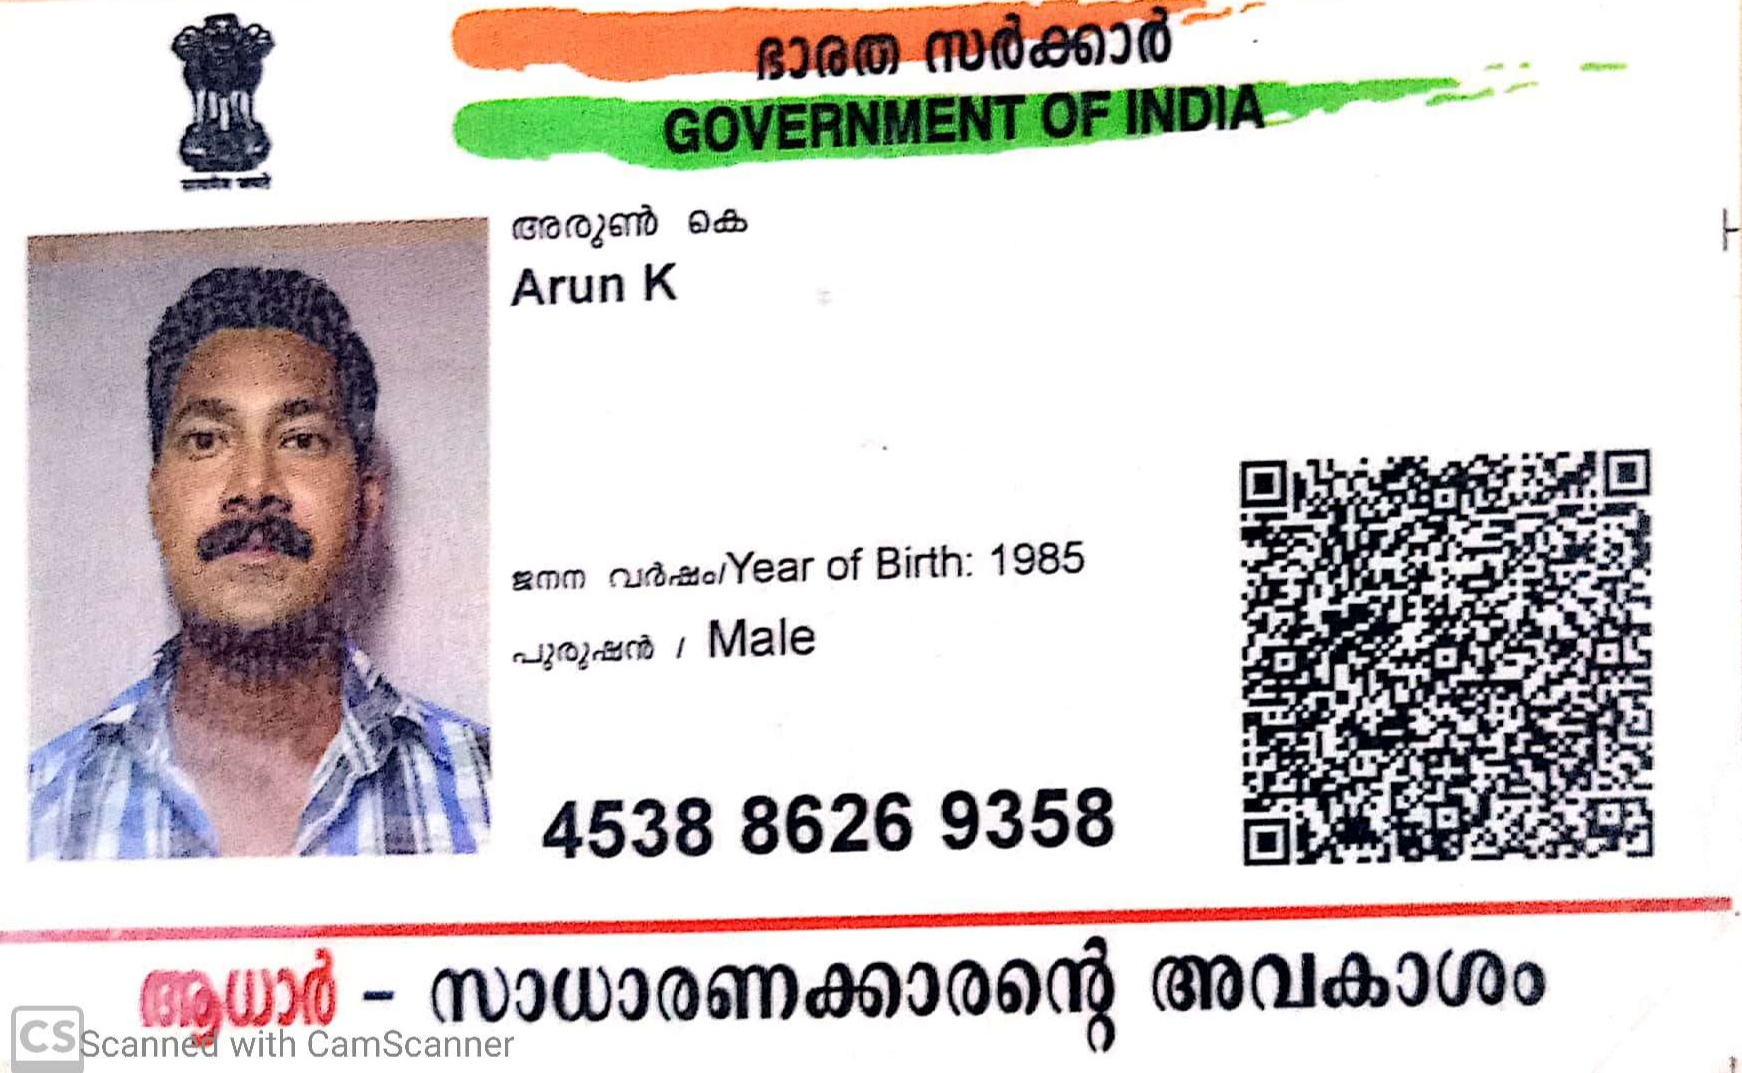 ഭാരത സർക്കാർ
GOVERNMENT OF INDIA
അരുൺ കെ
Arun K
ജനന വർഷം/Year of Birth: 1985
പുരുഷൻ / Male
4538 8626 9358
ആധാർ - സാധാരണക്കാരന്റെ അവകാശം
CS Scanned with CamScanner